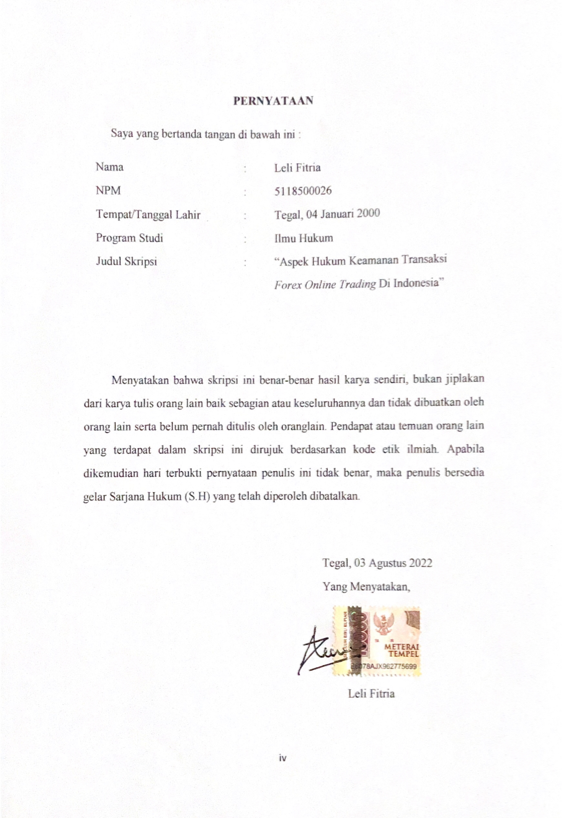 PERNYATAAN
Saya yang bertanda tangan di bawah ini :
Nama : Leli Fitria
NPM : 5118500026
Tempat/Tanggal Lahir : Tegal, 04 Januari 2000
Program Studi : Ilmu Hukum
Judul Skripsi : “Aspek Hukum Keamanan Transaksi
Forex Online Trading Di Indonesia”
Menyatakan bahwa skripsi ini benar-benar hasil karya sendiri, bukan jiplakan
dari karya tulis orang lain baik sebagian atau keseluruhannya dan tidak dibuatkan oleh
orang lain serta belum pernah ditulis oleh oranglain. Pendapat atau temuan orang lain
yang terdapat dalam skripsi ini dirujuk berdasarkan kode etik ilmiah. Apabila
dikemudian hari terbukti pernyataan penulis ini tidak benar, maka penulis bersedia
gelar Sarjana Hukum (S.H) yang telah diperoleh dibatalkan.
Tegal, 03 Agustus 2022
Yang Menyatakan,
METERAI
TEMPEL
078AJX962775699
Leli Fitria
iv